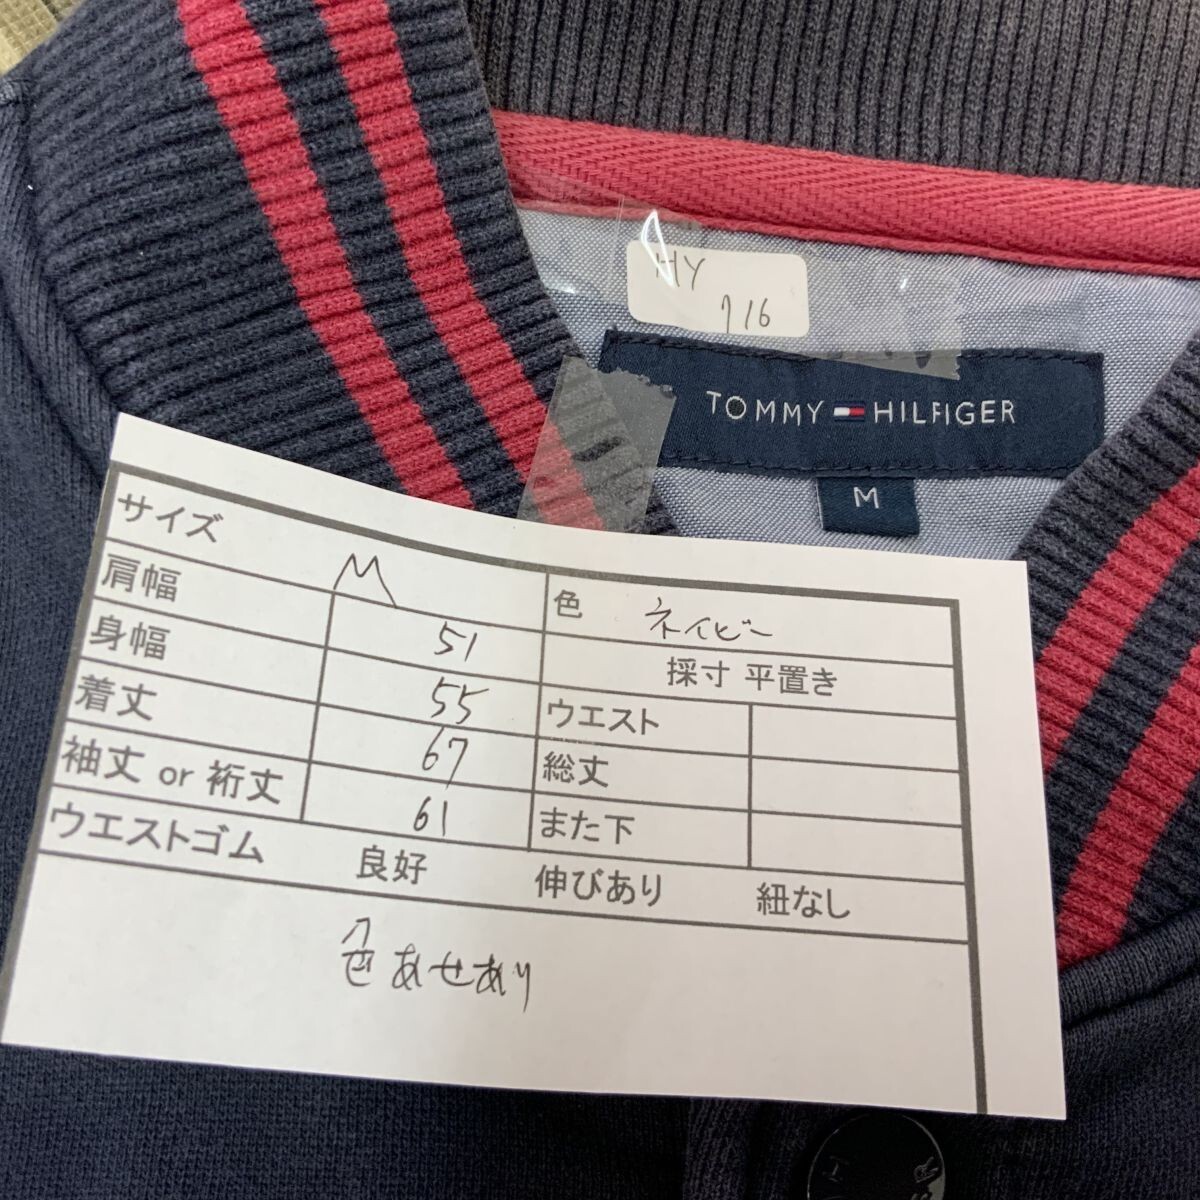 HY
716
TOMMY HILFIGER
M
サイズ M
肩幅 51
身幅 55
着丈 67
袖丈 or 裄丈 61
色 ネイビー
採寸 平置き
ウエスト
総丈
また下
ウエストゴム 良好 伸びあり 紐なし
色あせあり